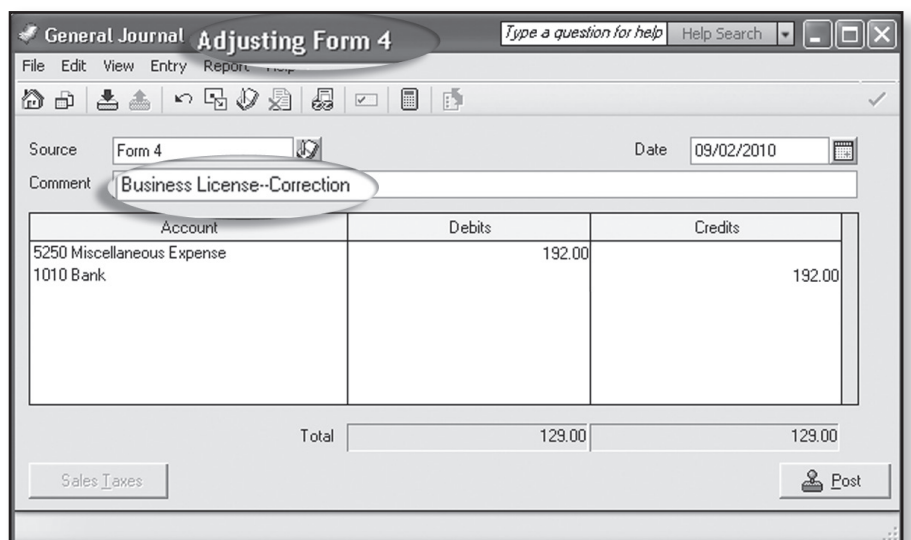 General Journal Adjusting Form 4 Type a question for help Help Search
File Edit View Entry Report Help
Source Form 4 Date 09/02/2010
Comment Business License--Correction
Account Debits Credits
5250 Miscellaneous Expense 192.00
1010 Bank 192.00
Total 129.00 129.00
Sales Taxes Post